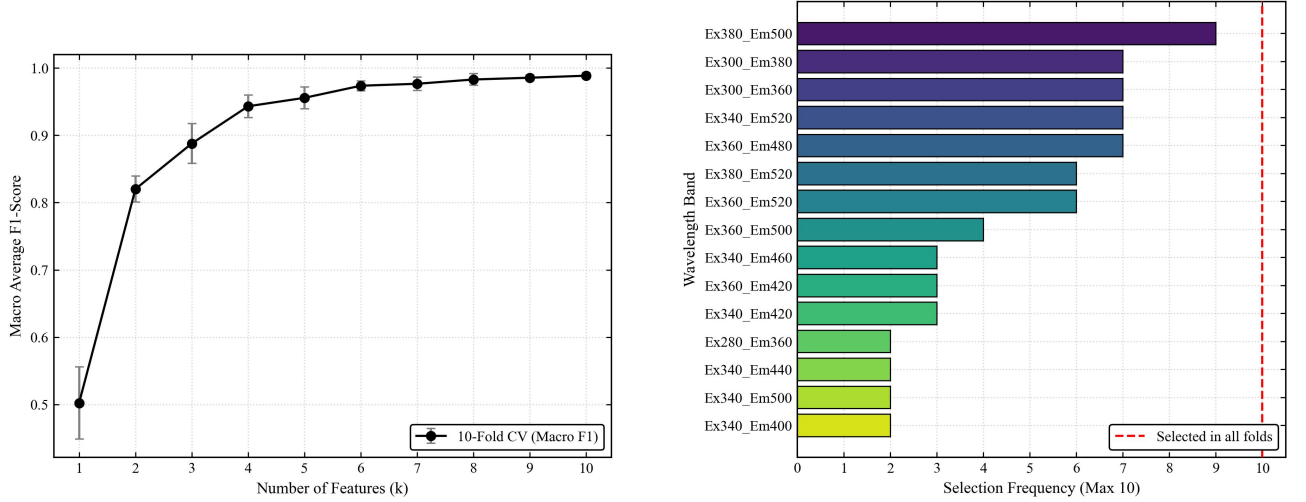 Macro Average F1-Score
1.0
0.9
0.8
0.7
0.6
0.5
10-Fold CV (Macro F1)
1 2 3 4 5 6 7 8 9 10
Number of Features (k)
Wavelength Band
Ex380_Em500
Ex300_Em380
Ex300_Em360
Ex340_Em520
Ex360_Em480
Ex380_Em520
Ex360_Em520
Ex360_Em500
Ex340_Em460
Ex360_Em420
Ex340_Em420
Ex280_Em360
Ex340_Em440
Ex340_Em500
Ex340_Em400
Selected in all folds
0 1 2 3 4 5 6 7 8 9 10
Selection Frequency (Max 10)